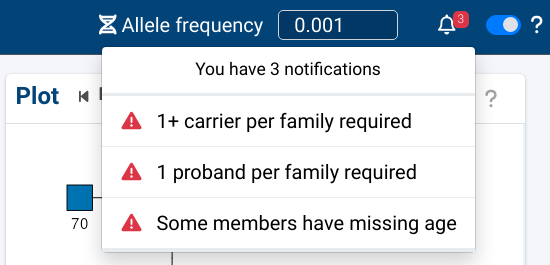 Allele frequency 0.001 3 ?
You have 3 notifications
Plot ?
1+ carrier per family required
1 proband per family required
70
Some members have missing age